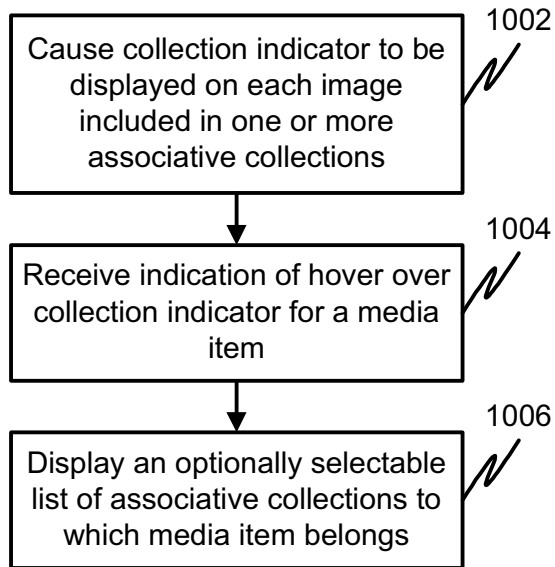 1002
Cause collection indicator to be
displayed on each image
included in one or more
associative collections
1004
Receive indication of hover over
collection indicator for a media
item
1006
Display an optionally selectable
list of associative collections to
which media item belongs